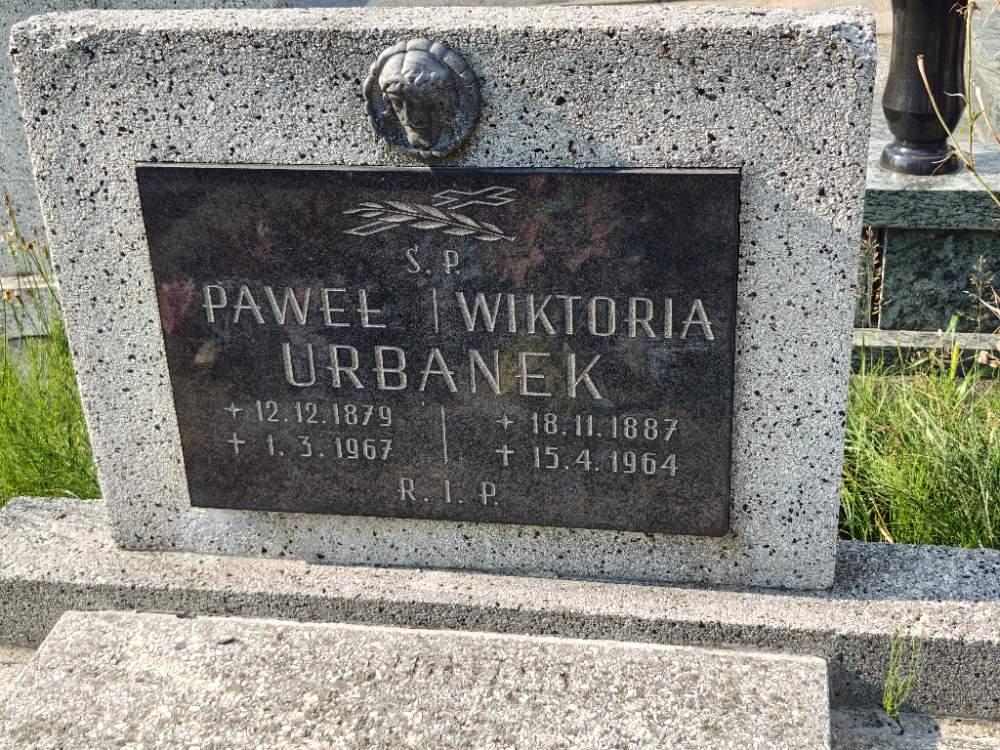 Ś. P.
PAWEŁ | WIKTORIA
URBANEK
* 12.12.1879 | * 18.11.1887
† 1. 3. 1967 | † 15.4.1964
R. I. P.